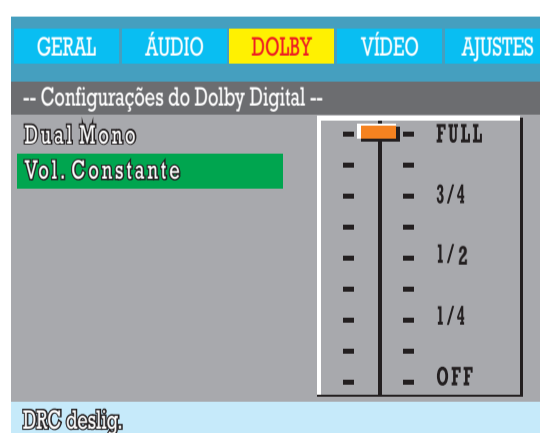 GERAL ÁUDIO DOLBY VÍDEO AJUSTES
-- Configurações do Dolby Digital --
Dual Mono
Vol. Constante
FULL
3/4
1/2
1/4
OFF
DRC deslig.